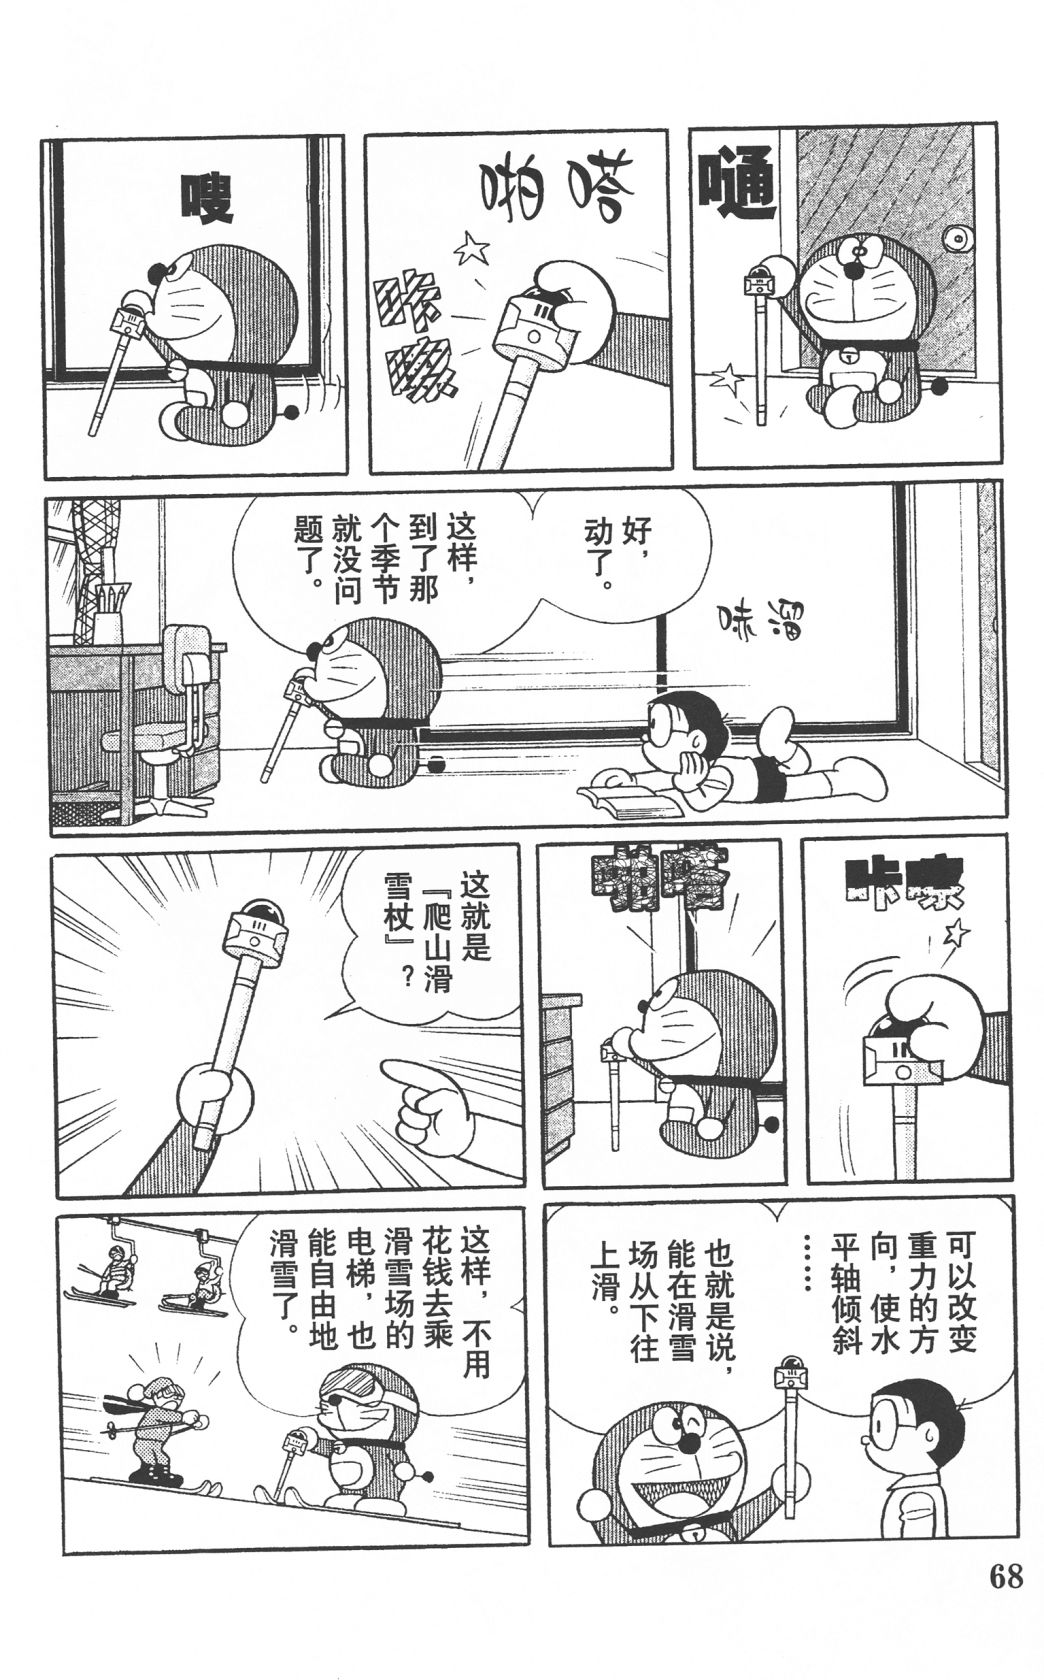 嗵
啪嗒
咔
嚓
嗖
好，
动了。
哧溜
这样，
到了那
个季节
就没问
题了。
咔嚓
啪嗒
这就是
『爬山滑
雪杖』？
可以改变
重力的方
向，使水
平轴倾斜
……
也就是说，
能在滑雪
场从下往
上滑。
这样，不用
花钱去乘
滑雪场的
电梯，也
能自由地
滑雪了。
68